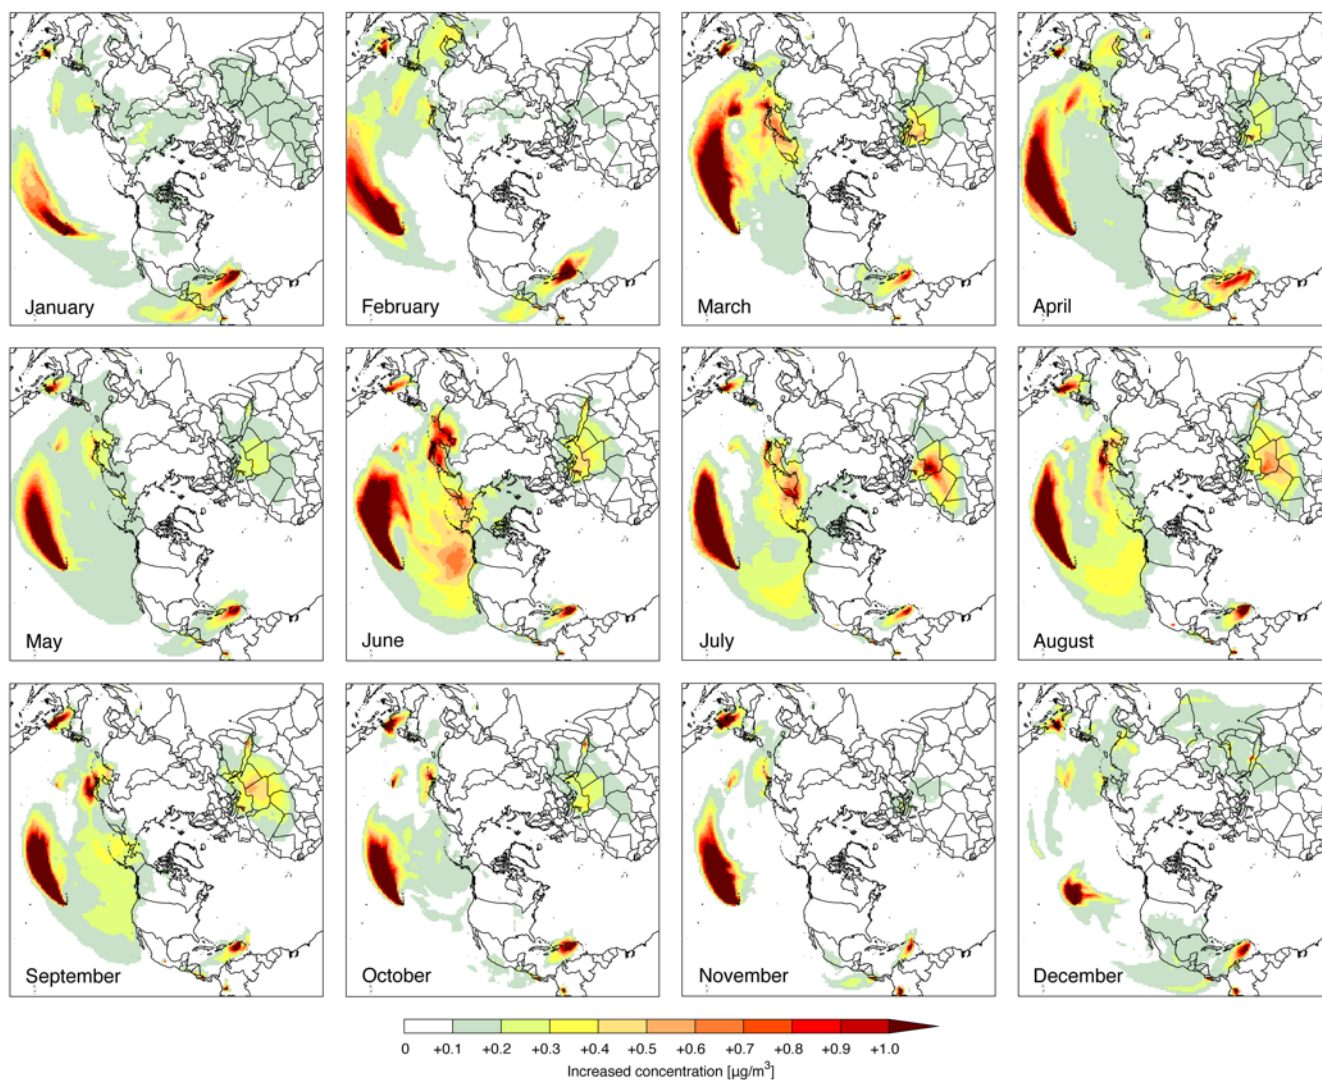 January
February
March
April
May
June
July
August
September
October
November
December
0 +0.1 +0.2 +0.3 +0.4 +0.5 +0.6 +0.7 +0.8 +0.9 +1.0
Increased concentration [µg/m³]